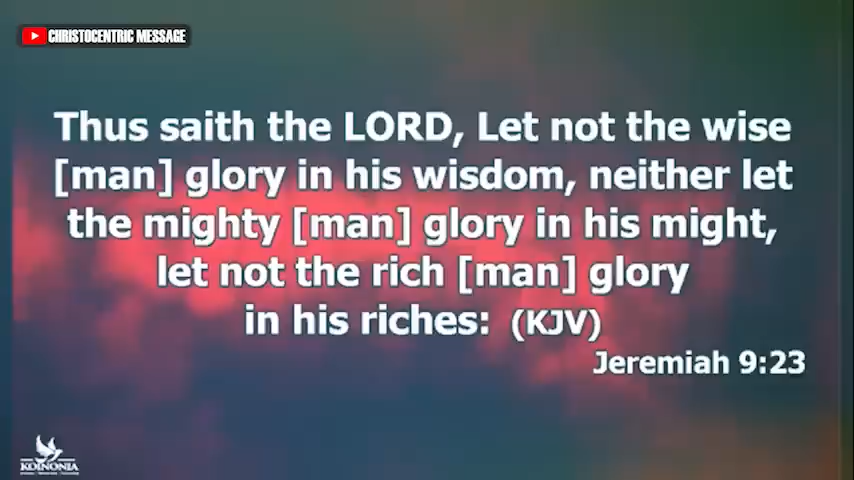 CHRISTOCENTRIC MESSAGE
Thus saith the LORD, Let not the wise
[man] glory in his wisdom, neither let
the mighty [man] glory in his might,
let not the rich [man] glory
in his riches: (KJV)
Jeremiah 9:23
KOINONIA